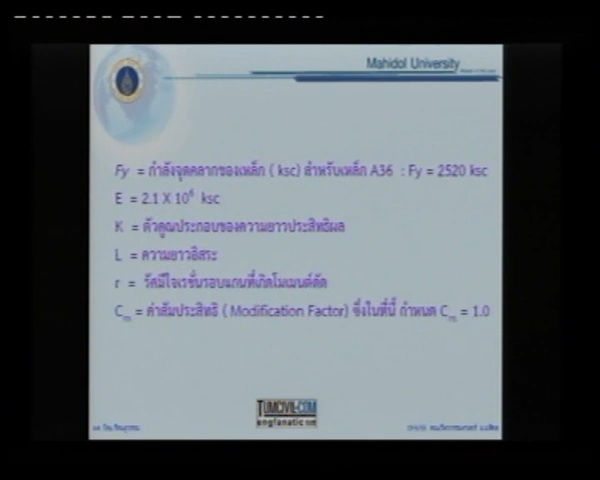 Mahidol University
Fy = กำลังจุดคลากของเหล็ก ( ksc) สำหรับเหล็ก A36 : Fy = 2520 ksc
E = 2.1 X 10⁶ ksc
K = ตัวคูณประกอบของความยาวประสิทธิผล
L = ความยาวอิสระ
r = รัศมีไจเรชั่นรอบแกนที่เกิดโมเมนต์ดัด
Cm = ค่าสัมประสิทธิ์ ( Modification Factor) ซึ่งในที่นี้ กำหนด Cm = 1.0
TUMCIVIL.COM
engfanatic